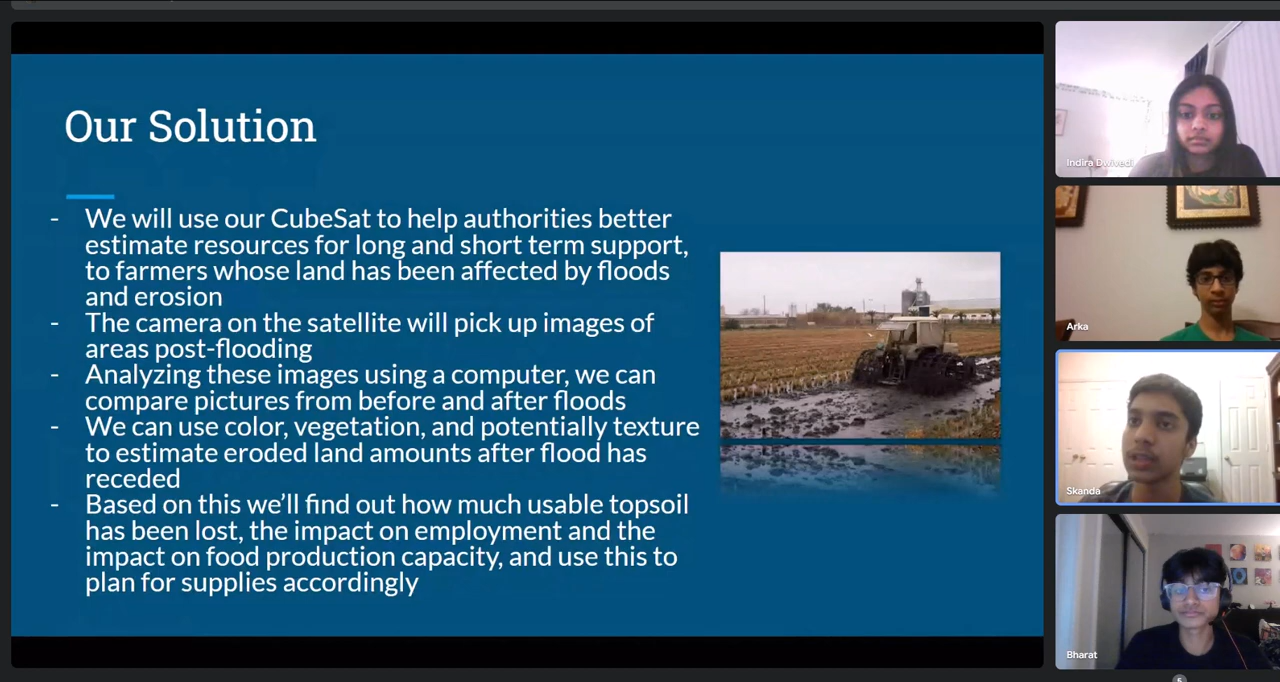 Our Solution
- We will use our CubeSat to help authorities better
estimate resources for long and short term support,
to farmers whose land has been affected by floods
and erosion
- The camera on the satellite will pick up images of
areas post-flooding
- Analyzing these images using a computer, we can
compare pictures from before and after floods
- We can use color, vegetation, and potentially texture
to estimate eroded land amounts after flood has
receded
- Based on this we’ll find out how much usable topsoil
has been lost, the impact on employment and the
impact on food production capacity, and use this to
plan for supplies accordingly
Indira Dwivedi
Arka
Skanda
Bharat
5